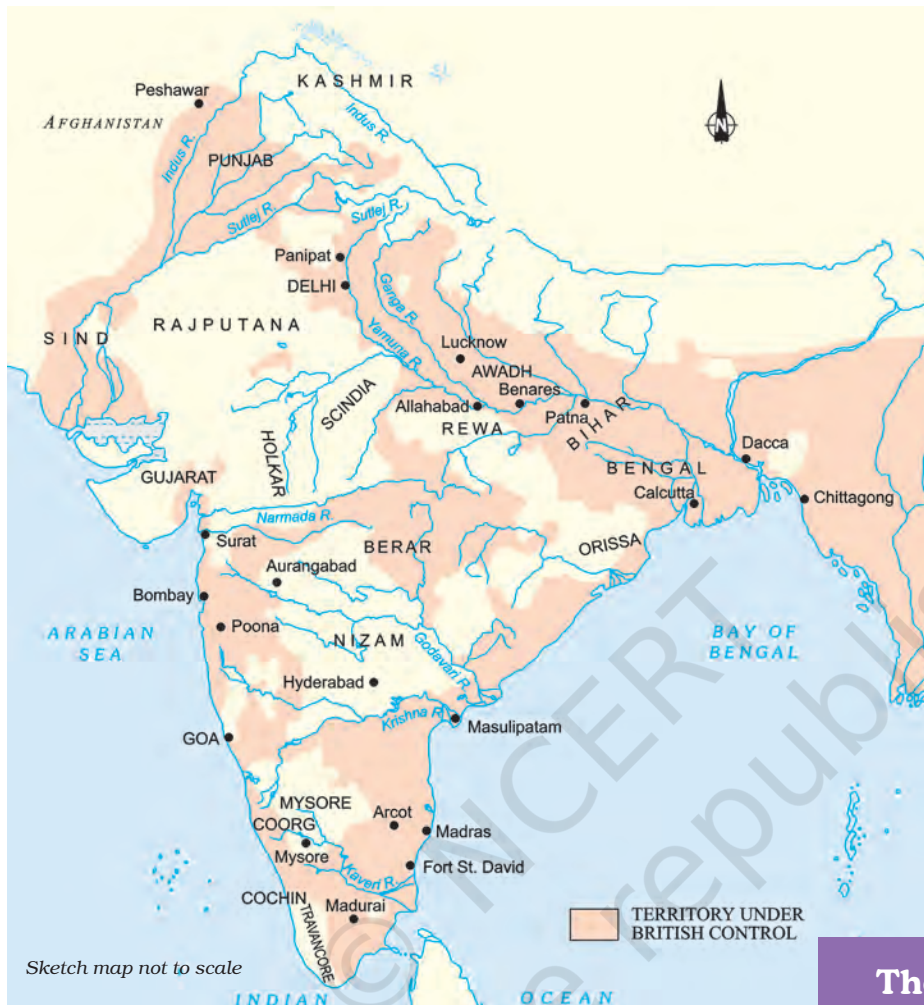 KASHMIR
Peshawar
AFGHANISTAN
Indus R.
Indus R.
PUNJAB
Sutlej R.
Sutlej R.
Panipat
DELHI
Ganga R.
RAJPUTANA
SIND
Yamuna R.
Lucknow
AWADH
Benares
SCINDIA
Allahabad
Patna
REWA
BIHAR
HOLKAR
Dacca
BENGAL
GUJARAT
Calcutta
Chittagong
Narmada R.
Surat
BERAR
ORISSA
Aurangabad
Bombay
Poona
ARABIAN
SEA
NIZAM
BAY OF
BENGAL
Godavari R.
Hyderabad
Krishna R.
Masulipatam
GOA
MYSORE
Arcot
COORG
Madras
Mysore
Fort St. David
Kaveri R.
COCHIN
TRAVANCORE
Madurai
TERRITORY UNDER
BRITISH CONTROL
Sketch map not to scale
INDIAN OCEAN
Th
N
© NCERT
e republis